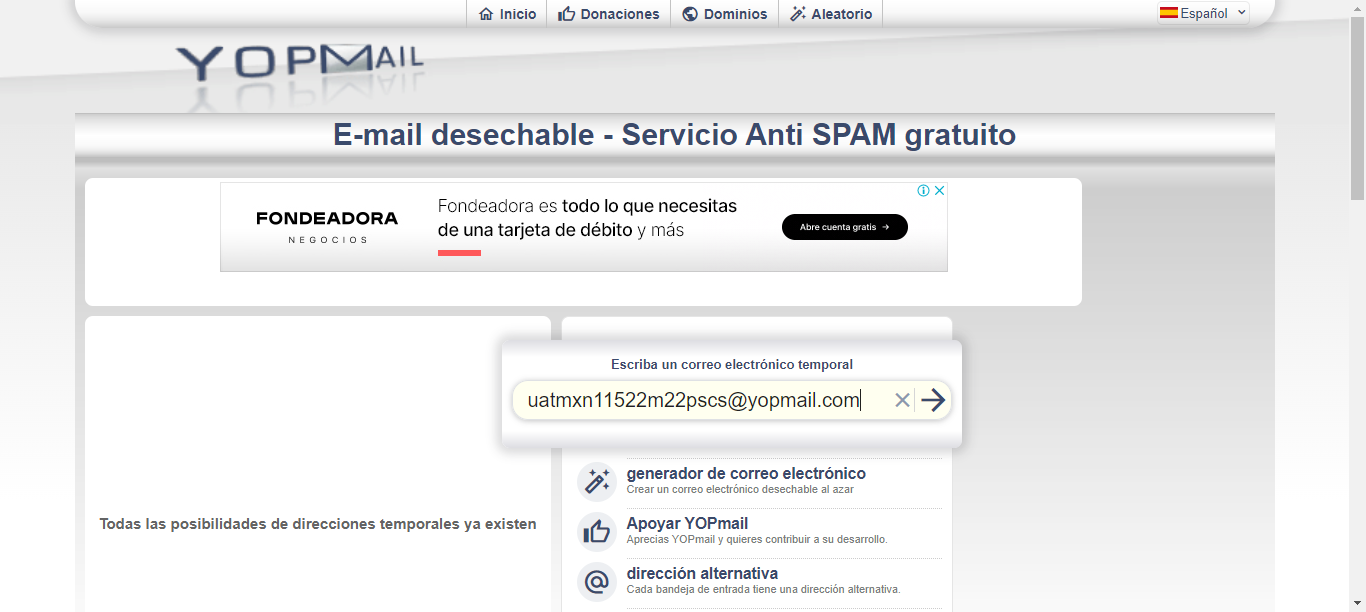 Inicio Donaciones Dominios Aleatorio Español
YOPMAIL
E-mail desechable - Servicio Anti SPAM gratuito
FONDEADORA
NEGOCIOS
Fondeadora es todo lo que necesitas
de una tarjeta de débito y más
Abre cuenta gratis →
Escriba un correo electrónico temporal
uatmxn11522m22pscs@yopmail.com
Todas las posibilidades de direcciones temporales ya existen
generador de correo electrónico
Crear un correo electrónico desechable al azar
Apoyar YOPmail
Aprecias YOPmail y quieres contribuir a su desarrollo.
dirección alternativa
Cada bandeja de entrada tiene una dirección alternativa.